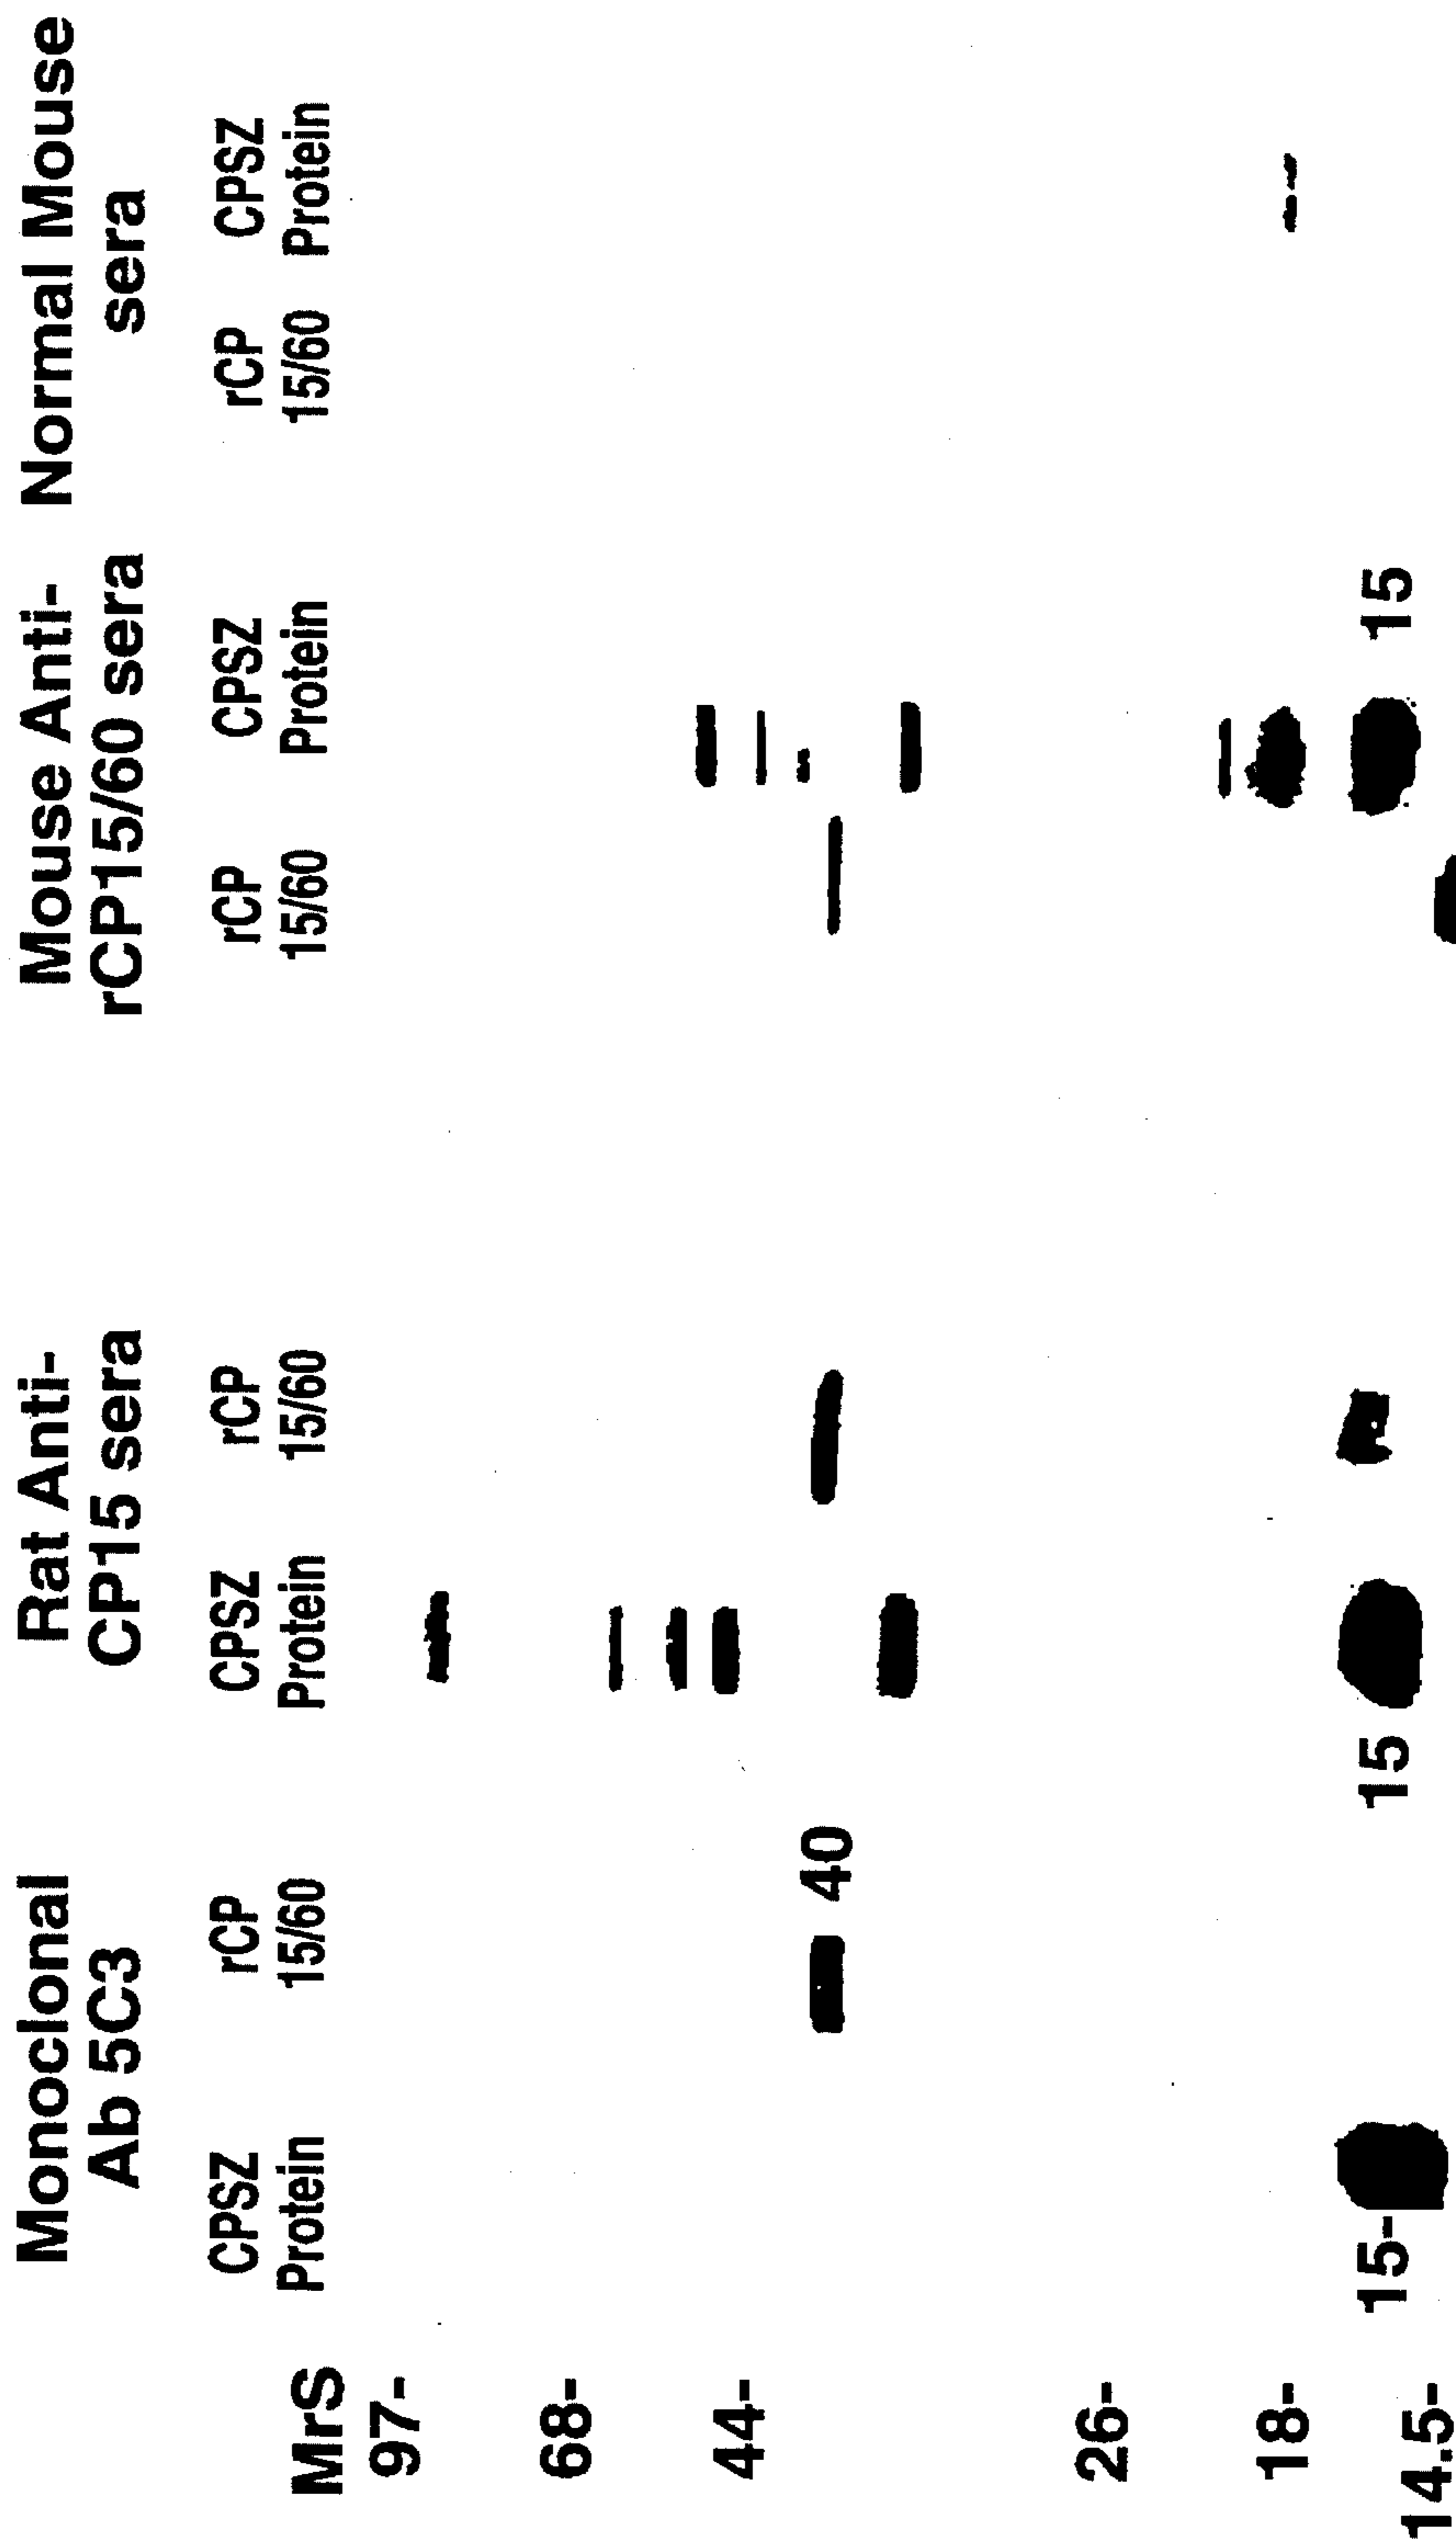 Monoclonal
Ab 5C3
Rat Anti-
CP15 sera
Mouse Anti-
rCP15/60 sera
Normal Mouse
sera
MrS
CPSZ
Protein
rCP
15/60
CPSZ
Protein
rCP
15/60
rCP
15/60
CPSZ
Protein
rCP
15/60
CPSZ
Protein
97-
68-
44-
40
26-
18-
15-
15
15
14.5-